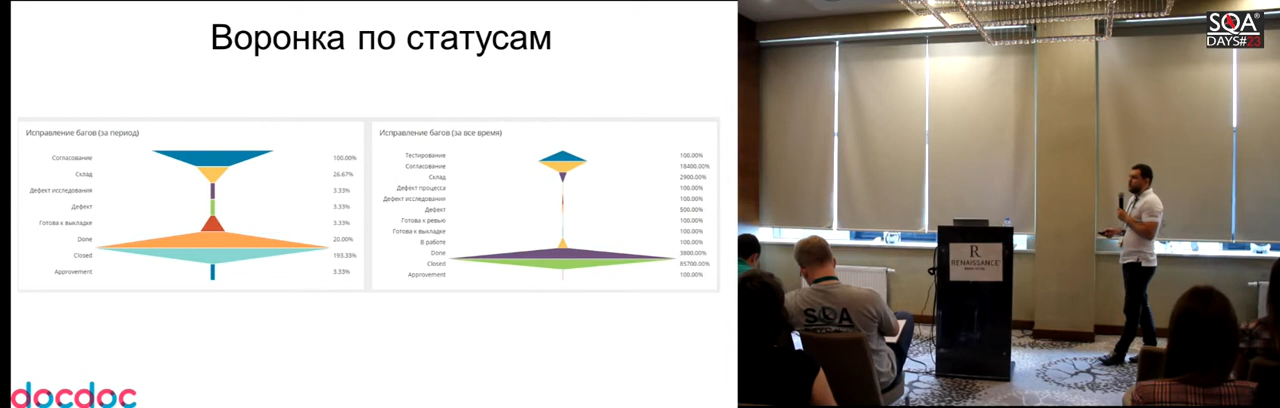 Воронка по статусам
Исправление багов (за период)
Согласование 100.00%
Склад 26.67%
Дефект исследования 3.33%
Дефект 3.33%
Готова к выкладке 3.33%
Done 20.00%
Closed 193.33%
Approvement 3.33%
Исправление багов (за все время)
Тестирование 100.00%
Согласование 18400.00%
Склад 2900.00%
Дефект процесса 100.00%
Дефект исследования 100.00%
Дефект 500.00%
Готова к ревью 100.00%
Готова к выкладке 100.00%
В работе 100.00%
Done 3800.00%
Closed 85700.00%
Approvement 100.00%
docdoc
SQA
DAYS#23
R
RENAISSANCE
SQA